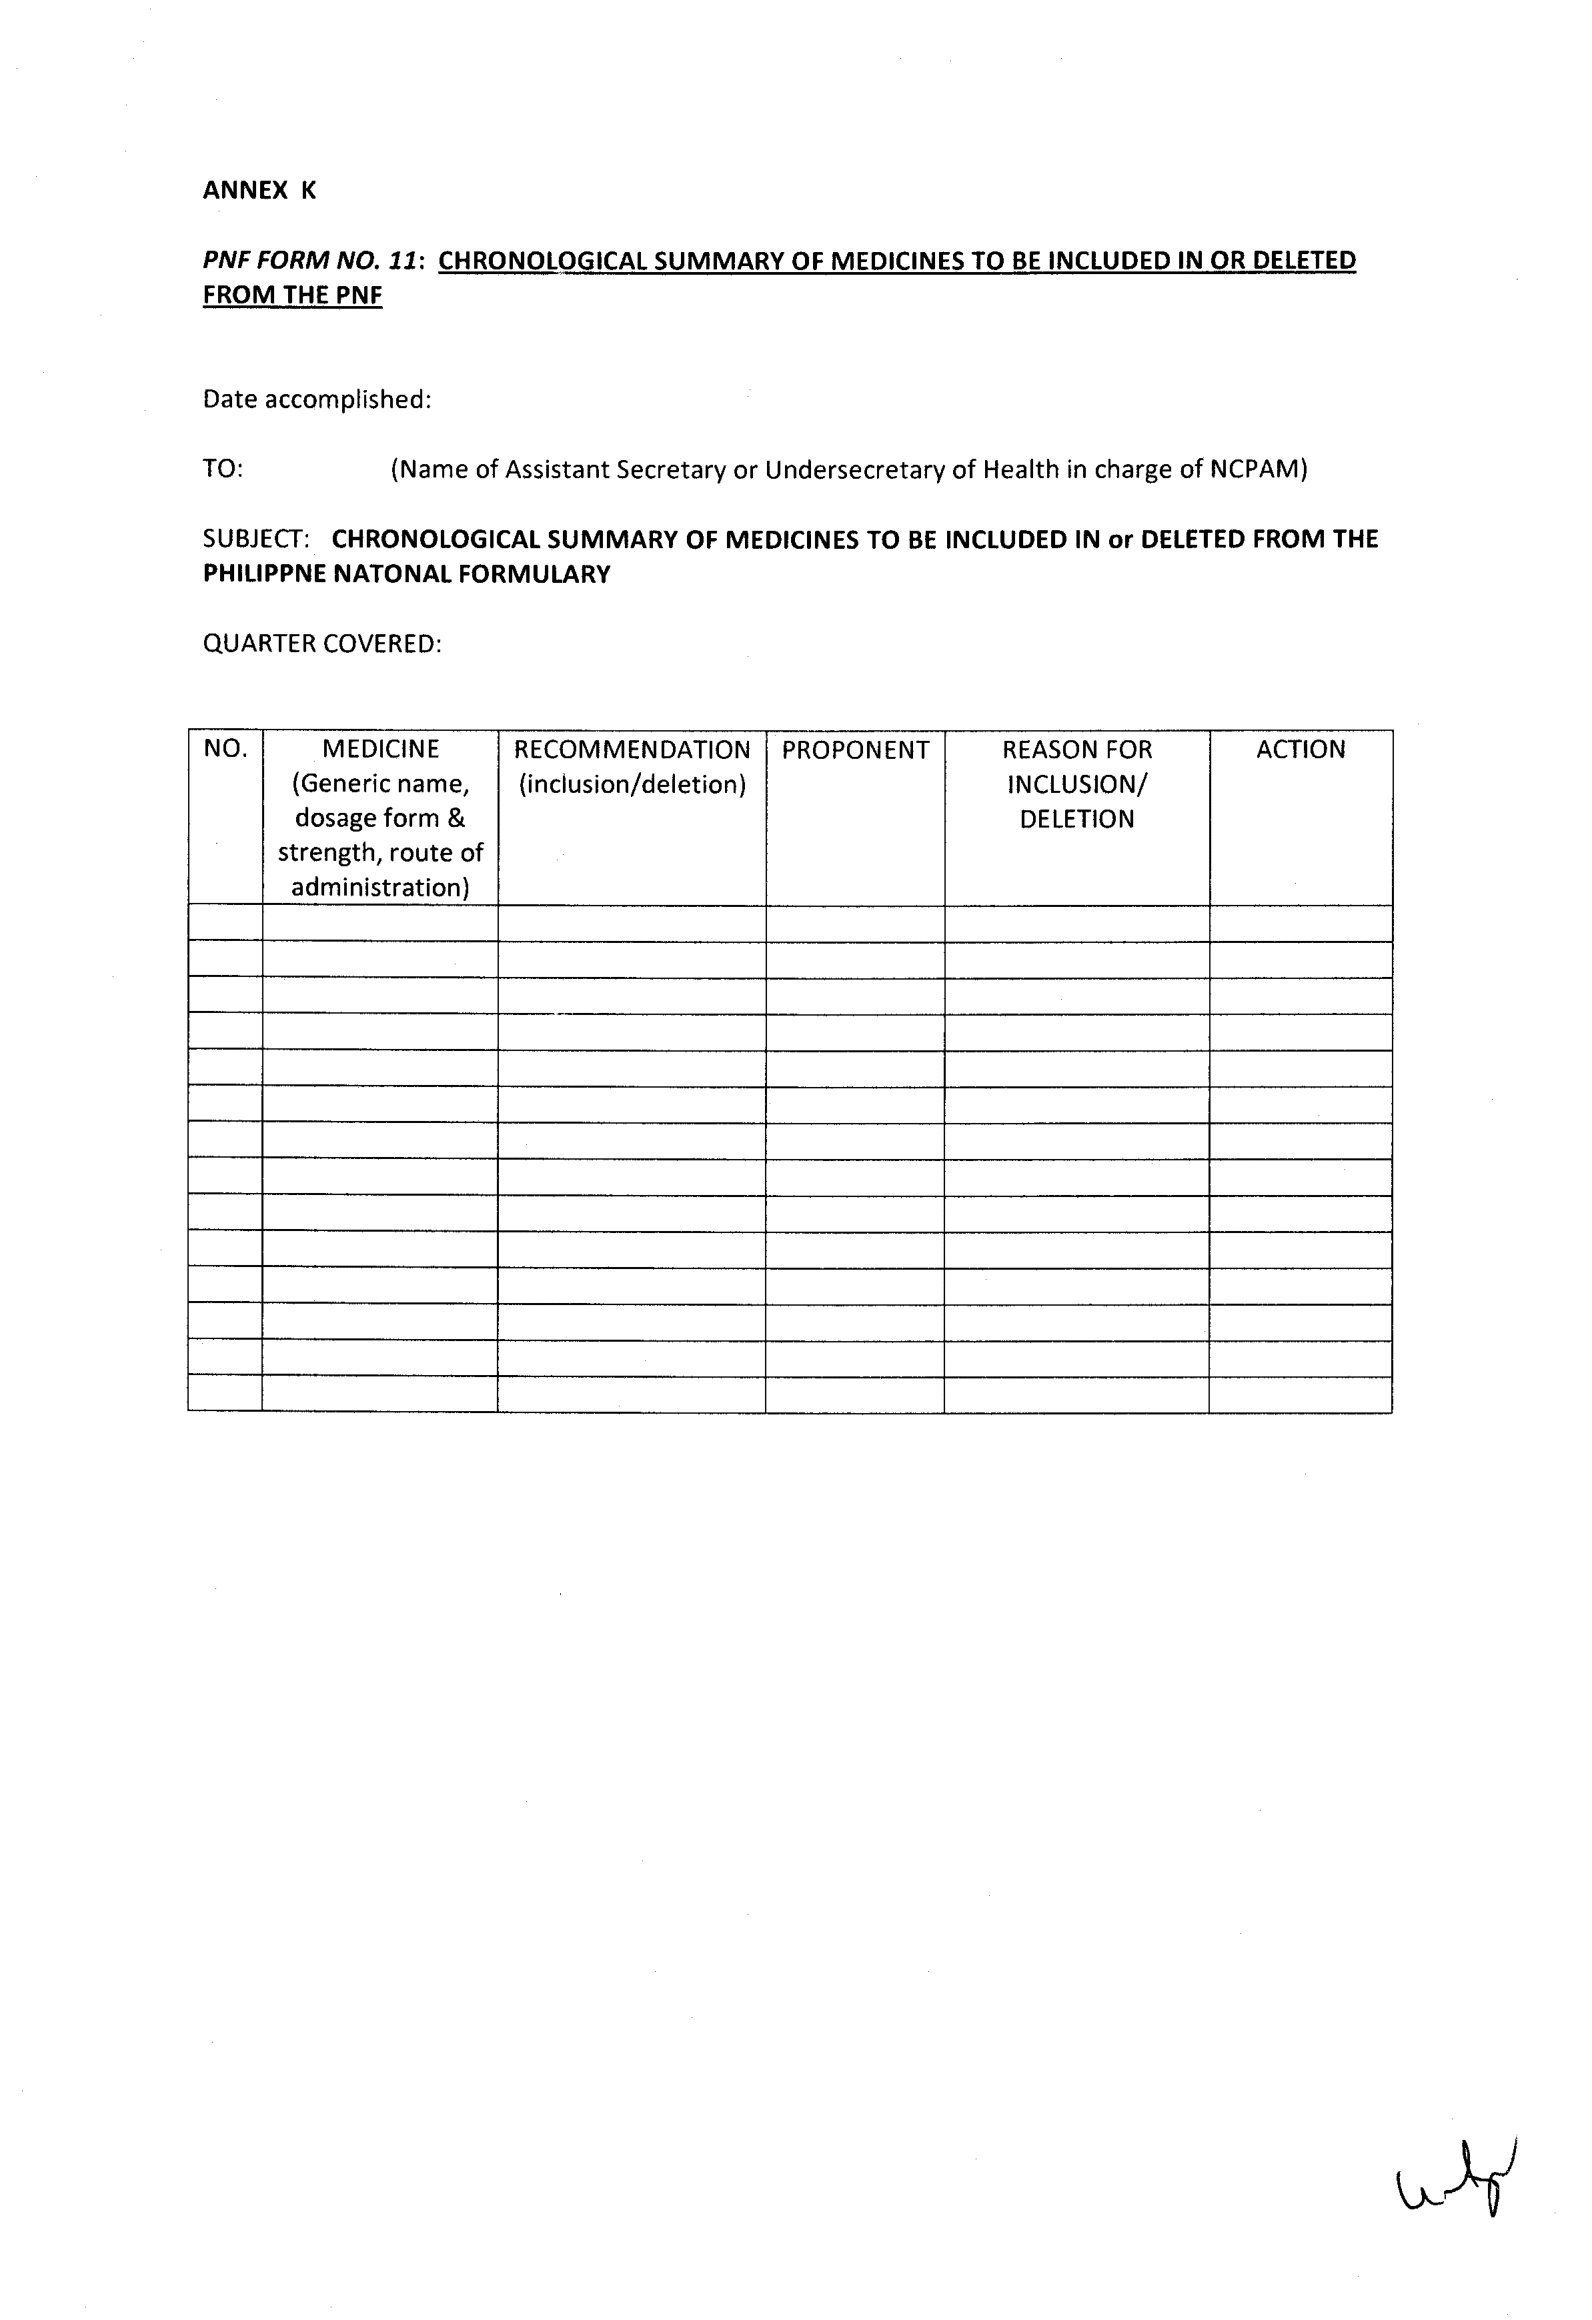 ANNEX K
PNF FORM NO. 11: CHRONOLOGICAL SUMMARY OF MEDICINES TO BE INCLUDED IN OR DELETED
FROM THE PNF
Date accomplished:
TO: (Name of Assistant Secretary or Undersecretary of Health in charge of NCPAM)
SUBJECT: CHRONOLOGICAL SUMMARY OF MEDICINES TO BE INCLUDED IN or DELETED FROM THE
PHILIPPNE NATONAL FORMULARY
QUARTER COVERED:
NO. MEDICINE RECOMMENDATION PROPONENT REASON FOR ACTION
(Generic name, (inclusion/deletion) INCLUSION/
dosage form & DELETION
strength, route of
administration)